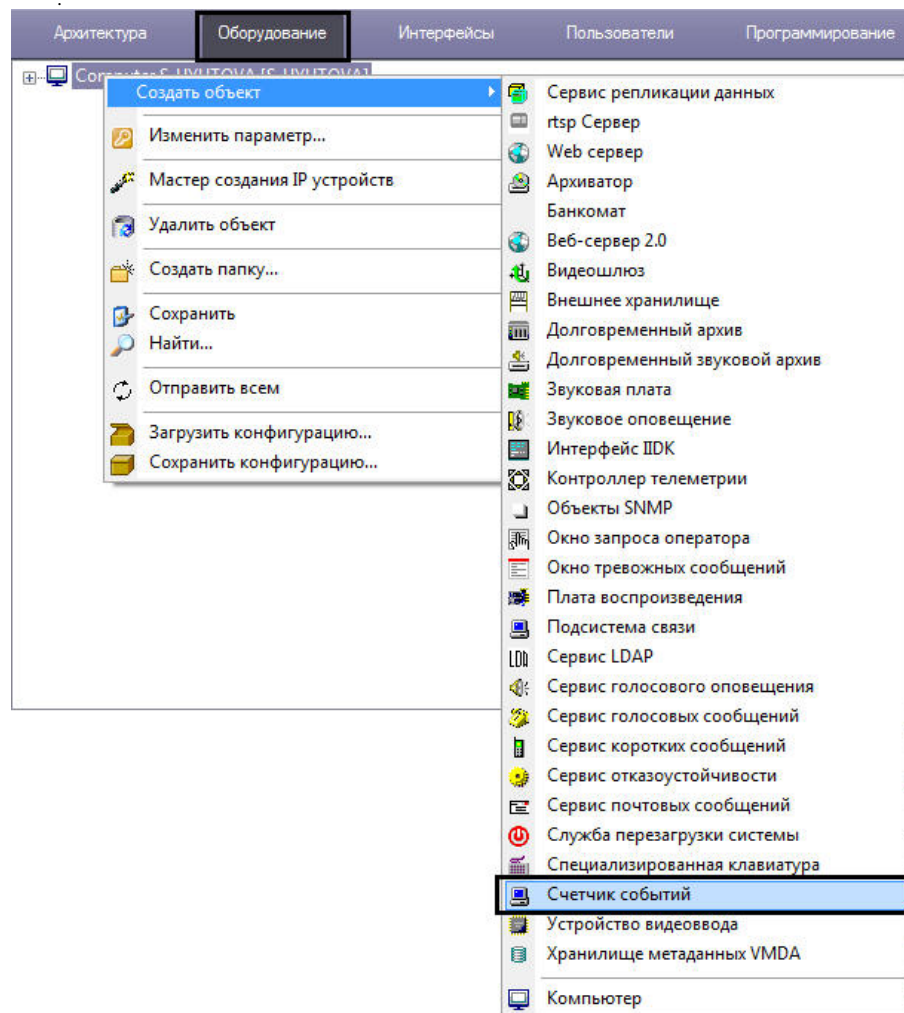 Архитектура Оборудование Интерфейсы Пользователи Программирование
Computer S-UYUTOVA [S-UYUTOVA]
Создать объект
Изменить параметр...
Мастер создания IP устройств
Удалить объект
Создать папку...
Сохранить
Найти...
Отправить всем
Загрузить конфигурацию...
Сохранить конфигурацию...
Сервис репликации данных
rtsp Сервер
Web сервер
Архиватор
Банкомат
Веб-сервер 2.0
Видеошлюз
Внешнее хранилище
Долговременный архив
Долговременный звуковой архив
Звуковая плата
Звуковое оповещение
Интерфейс IIDK
Контроллер телеметрии
Объекты SNMP
Окно запроса оператора
Окно тревожных сообщений
Плата воспроизведения
Подсистема связи
Сервис LDAP
Сервис голосового оповещения
Сервис голосовых сообщений
Сервис коротких сообщений
Сервис отказоустойчивости
Сервис почтовых сообщений
Служба перезагрузки системы
Специализированная клавиатура
Счетчик событий
Устройство видеоввода
Хранилище метаданных VMDA
Компьютер